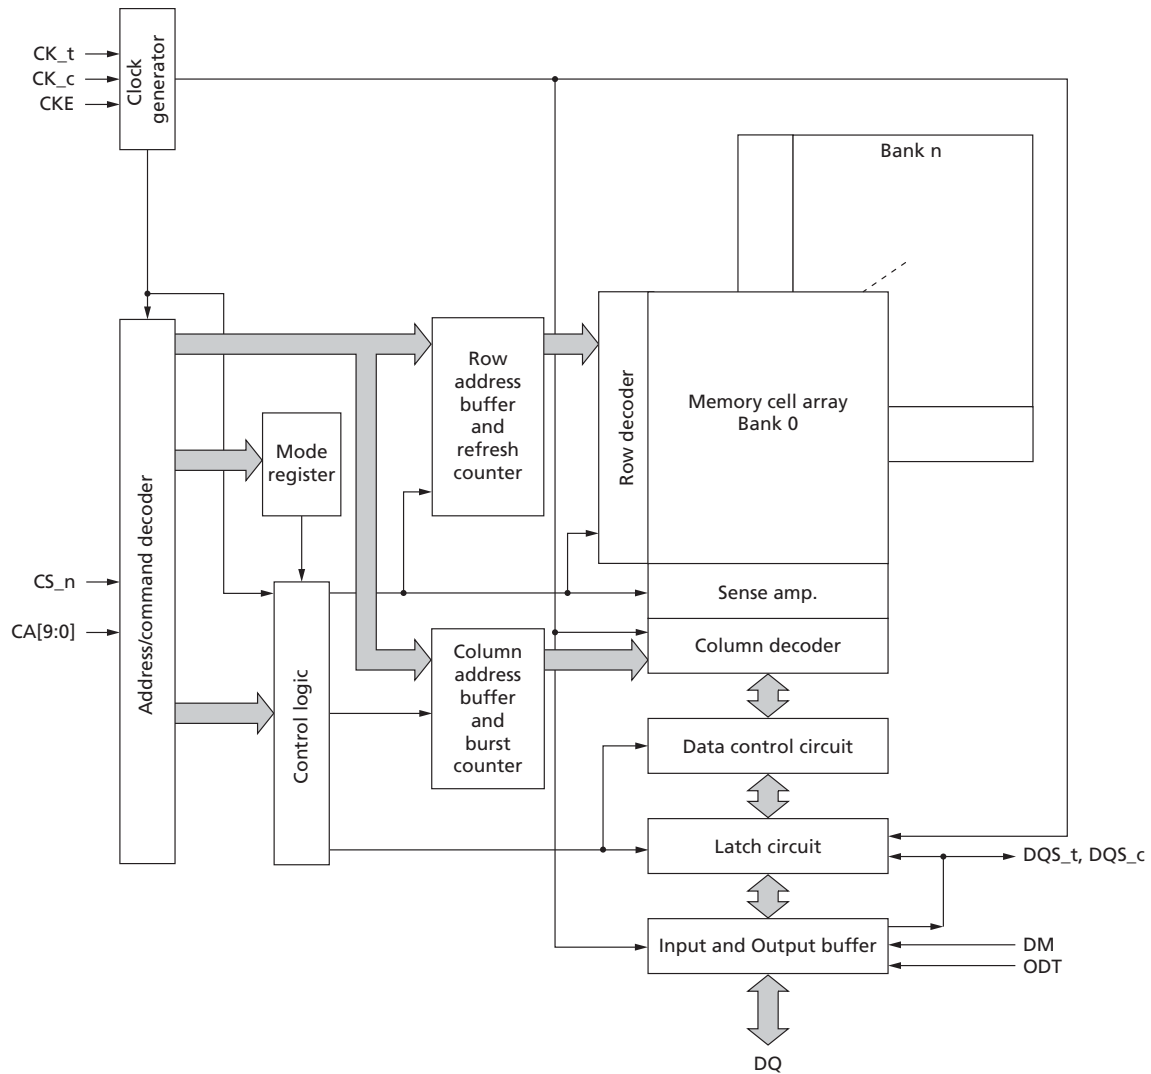 CK_t
CK_c
CKE
Clock
generator
Bank n
Row
address
buffer
and
refresh
counter
Row decoder
Memory cell array
Bank 0
Mode
register
Address/command decoder
CS_n
CA[9:0]
Sense amp.
Column decoder
Control logic
Column
address
buffer
and
burst
counter
Data control circuit
Latch circuit
DQS_t, DQS_c
Input and Output buffer
DM
ODT
DQ